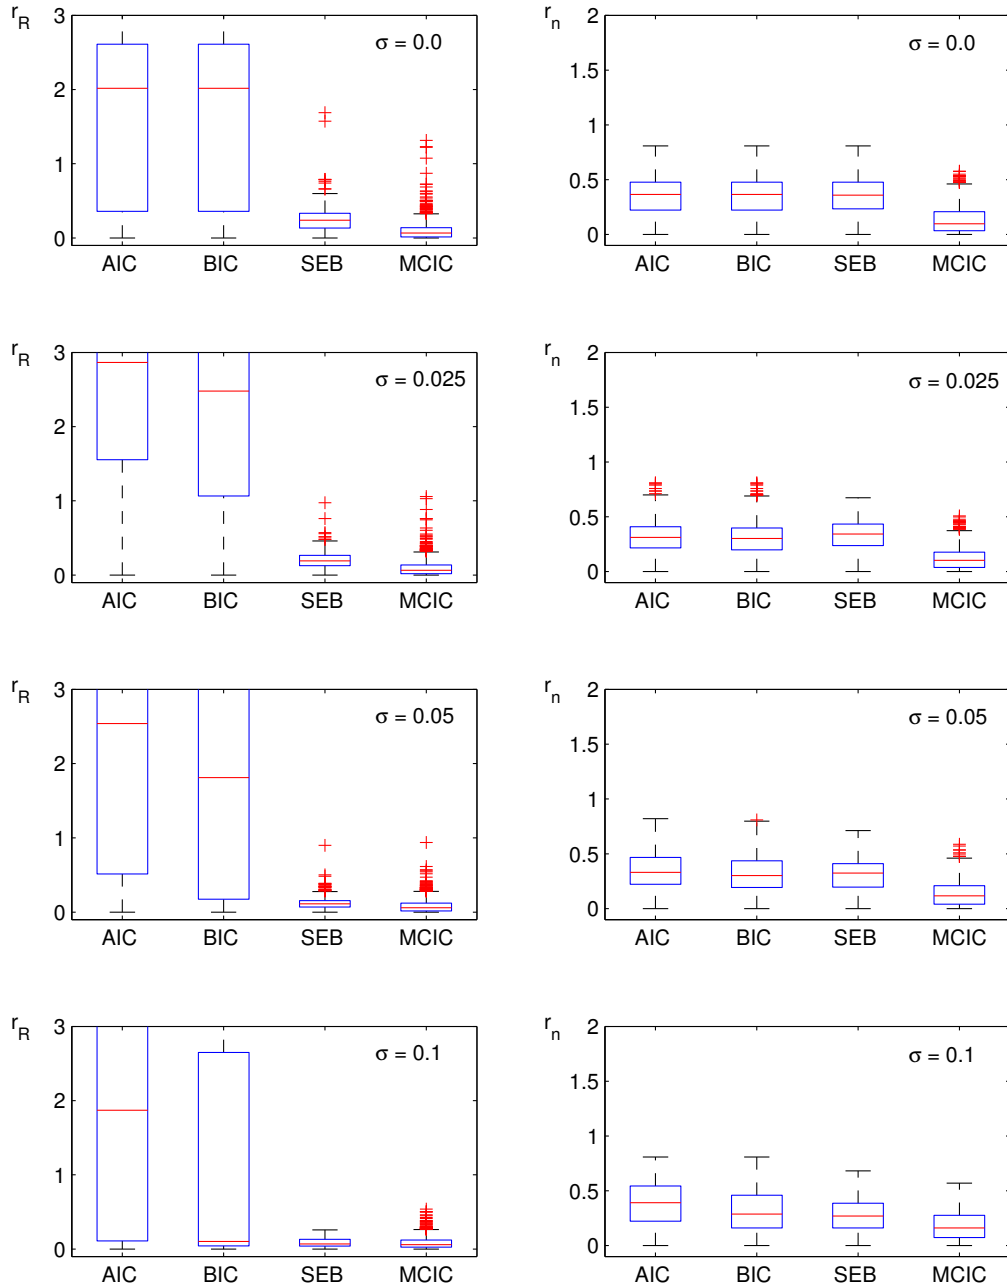 r_R
3
2
1
0
σ = 0.0
AIC BIC SEB MCIC
r_n
2
1.5
1
0.5
0
σ = 0.0
AIC BIC SEB MCIC
r_R
3
2
1
0
σ = 0.025
AIC BIC SEB MCIC
r_n
2
1.5
1
0.5
0
σ = 0.025
AIC BIC SEB MCIC
r_R
3
2
1
0
σ = 0.05
AIC BIC SEB MCIC
r_n
2
1.5
1
0.5
0
σ = 0.05
AIC BIC SEB MCIC
r_R
3
2
1
0
σ = 0.1
AIC BIC SEB MCIC
r_n
2
1.5
1
0.5
0
σ = 0.1
AIC BIC SEB MCIC